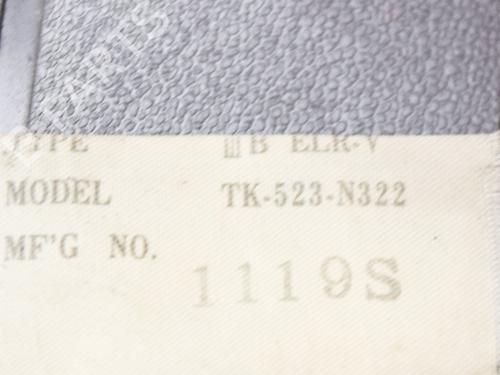 TYPE ⅢB ELR-V
MODEL TK-523-N322
MF'G NO.
1119S